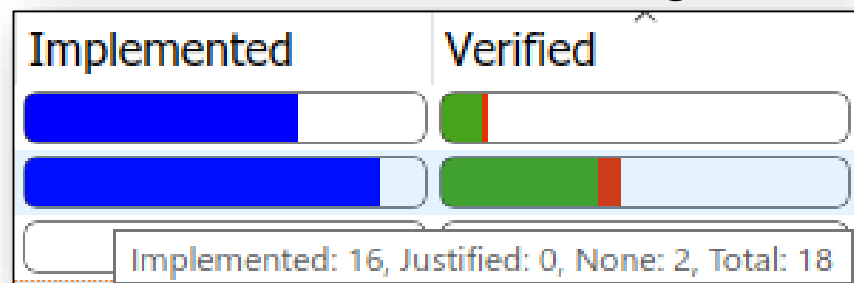 Implemented Verified
Implemented: 16, Justified: 0, None: 2, Total: 18